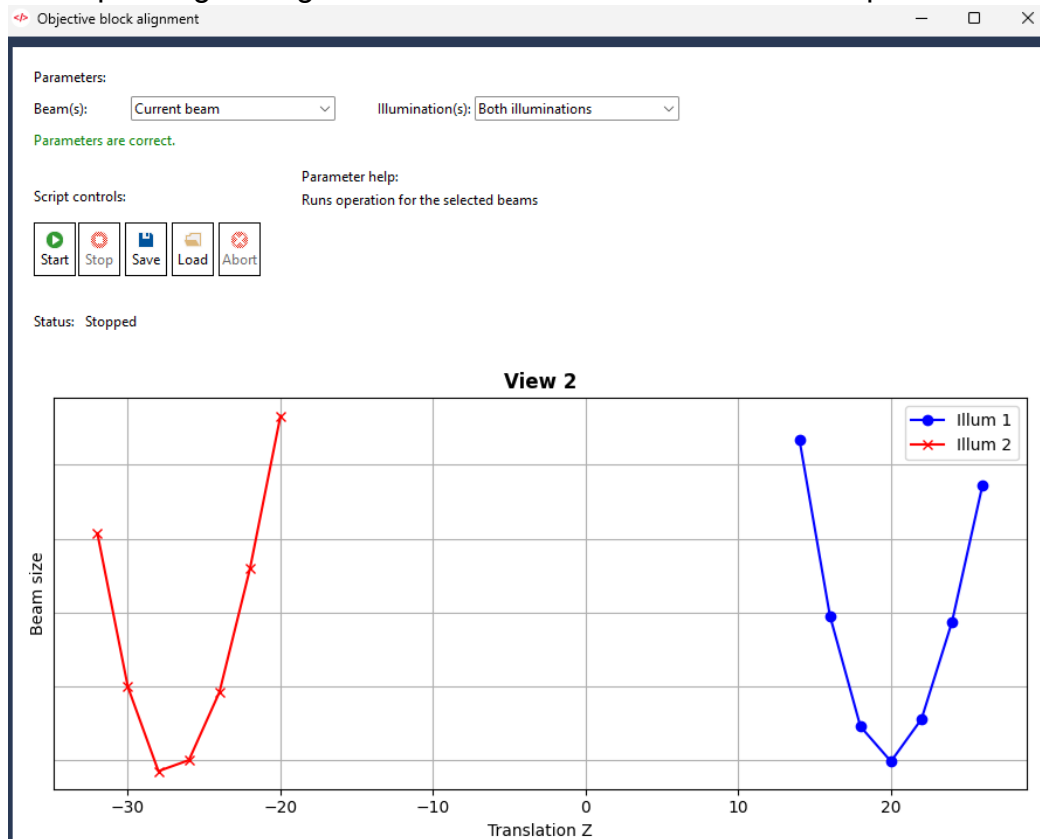 Objective block alignment
Parameters:
Beam(s): Current beam Illumination(s): Both illuminations
Parameters are correct.
Parameter help:
Script controls: Runs operation for the selected beams
Start Stop Save Load Abort
Status: Stopped
View 2
Illum 1
Illum 2
Beam size
−30 −20 −10 0 10 20
Translation Z